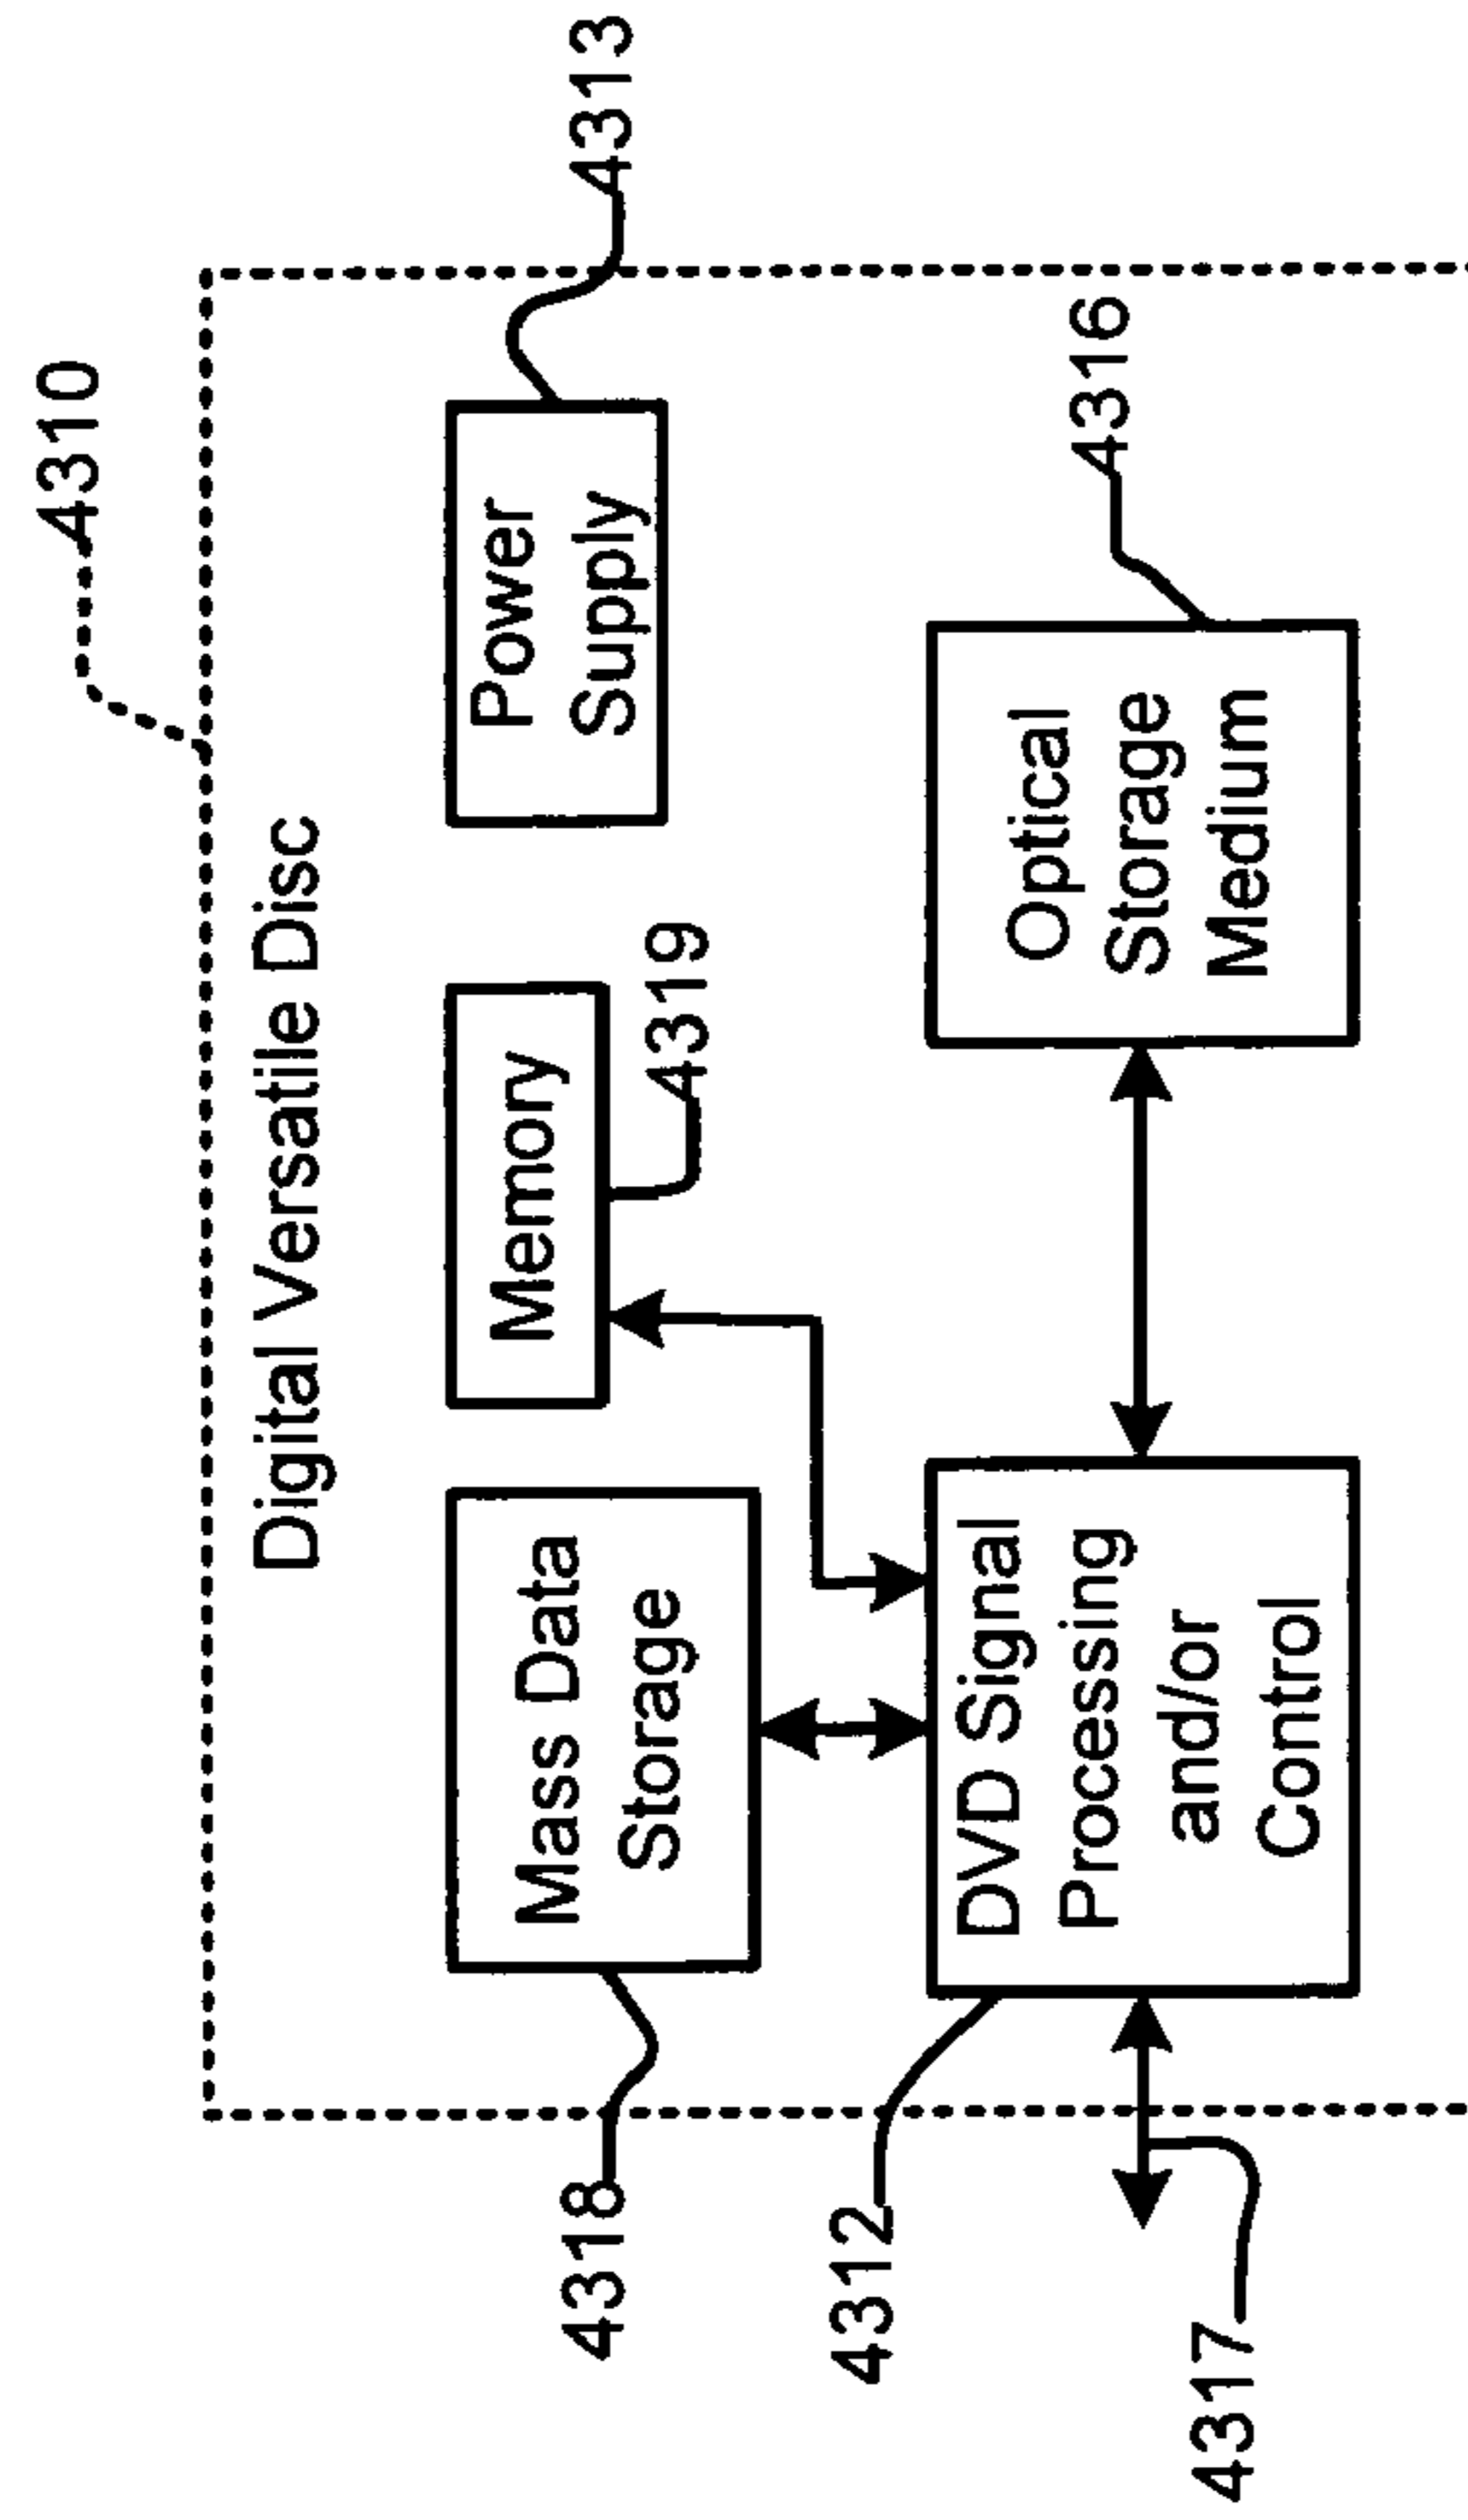 4310
Digital Versatile Disc
4318
Mass Data
Storage
Memory
4319
Power
Supply
4313
4312
DVD Signal
Processing
and/or
Control
Optical
Storage
Medium
4316
4317